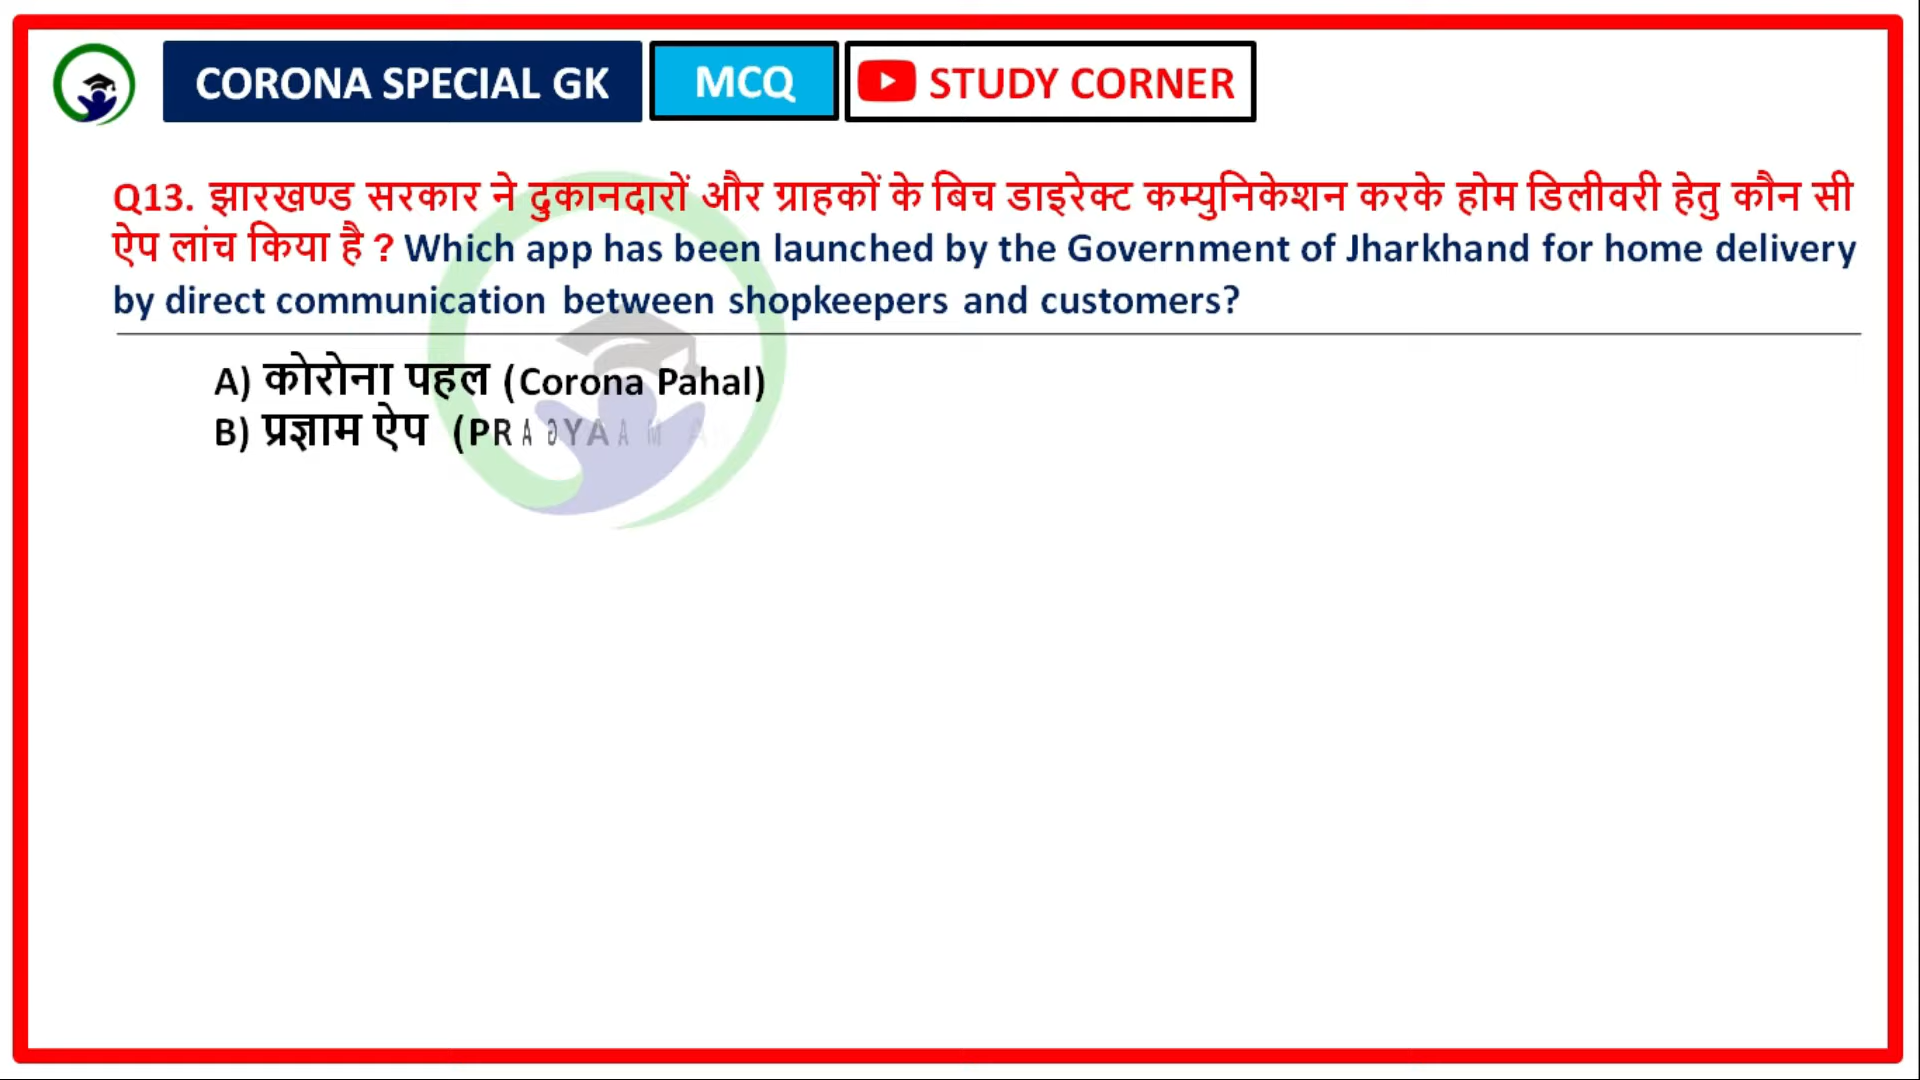 CORONA SPECIAL GK MCQ STUDY CORNER
Q13. झारखण्ड सरकार ने दुकानदारों और ग्राहकों के बिच डाइरेक्ट कम्युनिकेशन करके होम डिलीवरी हेतु कौन सी
ऐप लांच किया है ? Which app has been launched by the Government of Jharkhand for home delivery
by direct communication between shopkeepers and customers?
A) कोरोना पहल (Corona Pahal)
B) प्रज्ञाम ऐप (PRAGYAAM